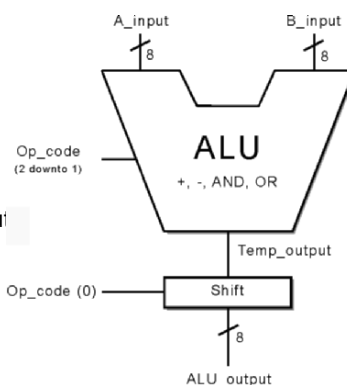 A_input B_input
8 8
ALU
+, -, AND, OR
Op_code
(2 downto 1)
Temp_output
Op_code (0)
Shift
8
ALU output